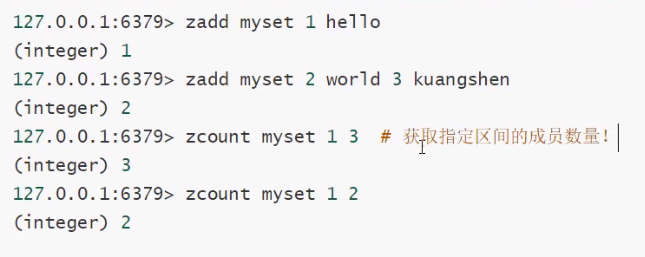 127.0.0.1:6379> zadd myset 1 hello
(integer) 1
127.0.0.1:6379> zadd myset 2 world 3 kuangshen
(integer) 2
127.0.0.1:6379> zcount myset 1 3  # 获取指定区间的成员数量！
(integer) 3
127.0.0.1:6379> zcount myset 1 2
(integer) 2